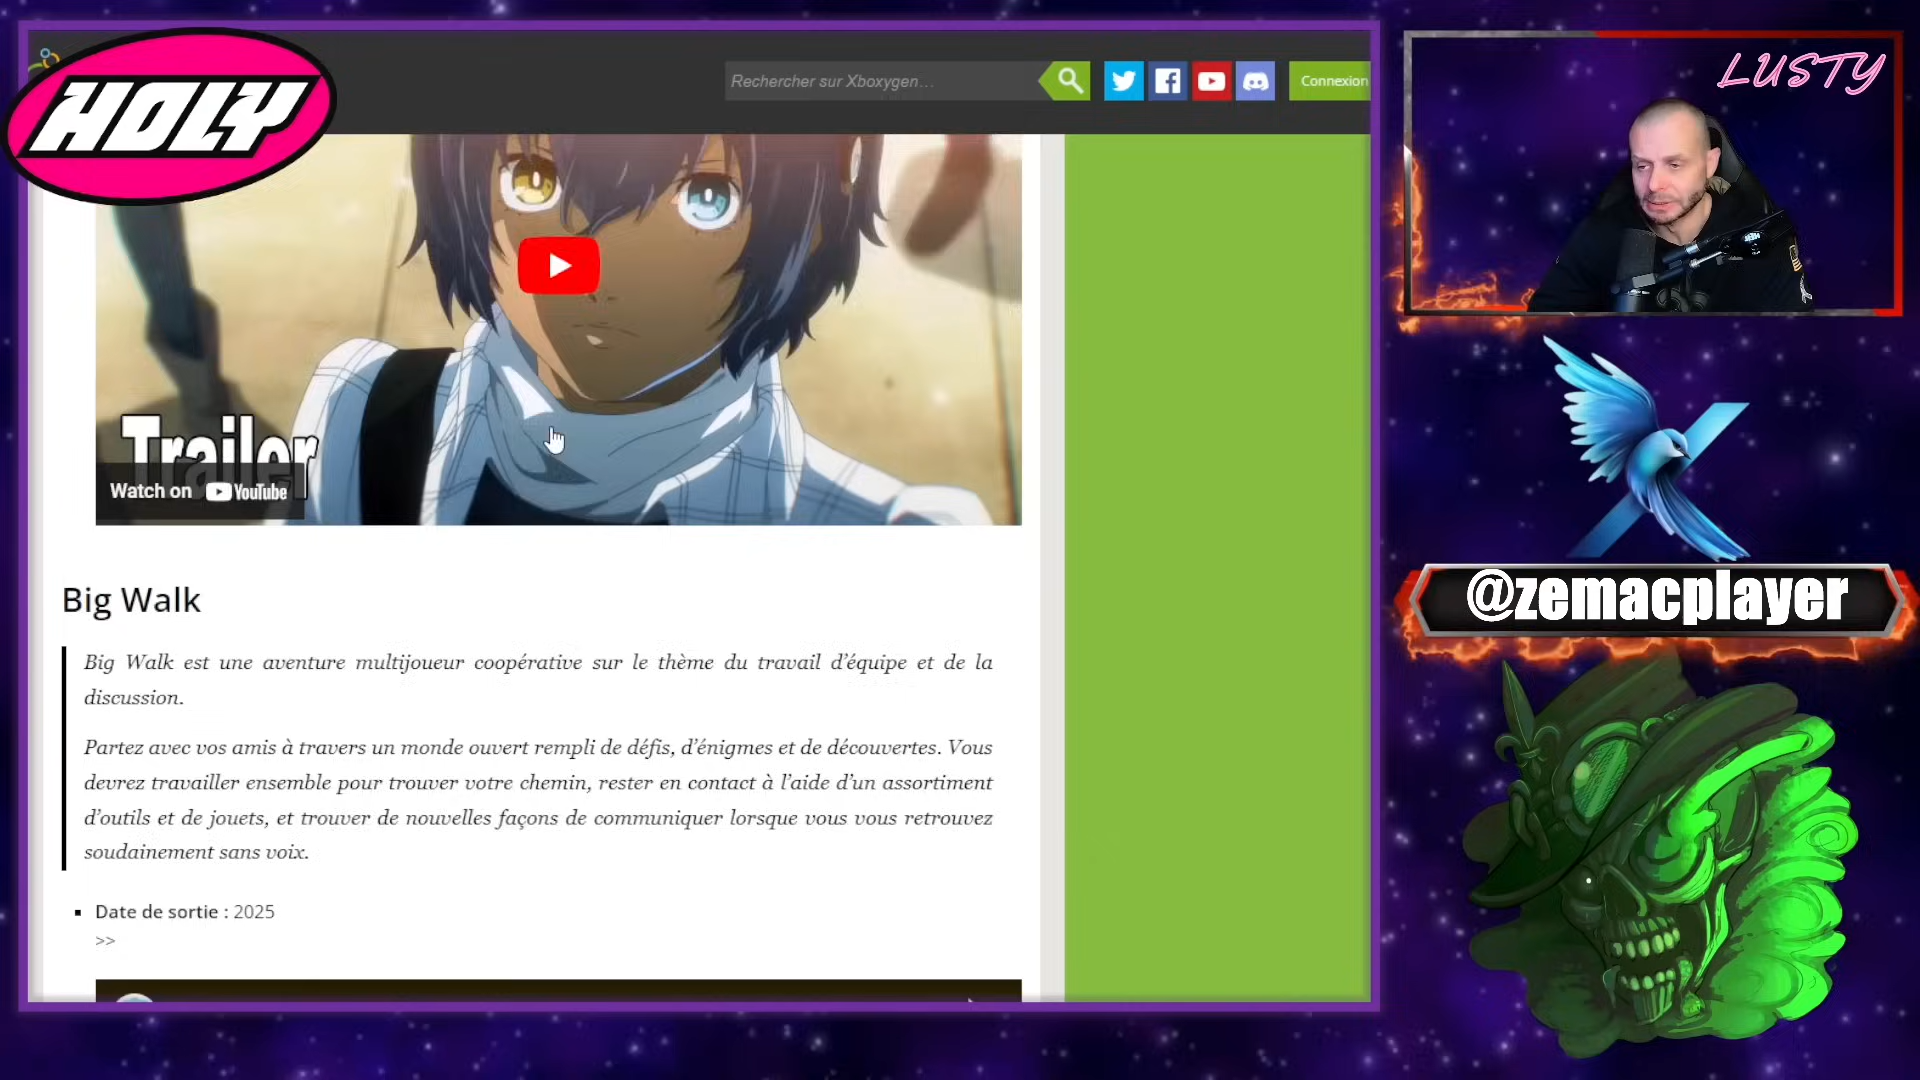 HOLY
Rechercher sur Xboxygen…
Connexion
LUSTY
Trailer
Watch on YouTube
@zemacplayer
Big Walk
Big Walk est une aventure multijoueur coopérative sur le thème du travail d’équipe et de la
discussion.
Partez avec vos amis à travers un monde ouvert rempli de défis, d’énigmes et de découvertes. Vous
devrez travailler ensemble pour trouver votre chemin, rester en contact à l’aide d’un assortiment
d’outils et de jouets, et trouver de nouvelles façons de communiquer lorsque vous vous retrouvez
soudainement sans voix.
Date de sortie : 2025
>>